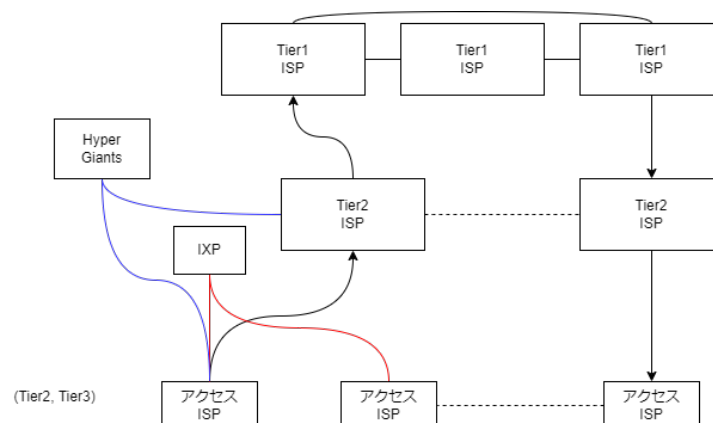 Tier1
ISP
Tier1
ISP
Tier1
ISP
Hyper
Giants
Tier2
ISP
Tier2
ISP
IXP
(Tier2, Tier3)
アクセス
ISP
アクセス
ISP
アクセス
ISP